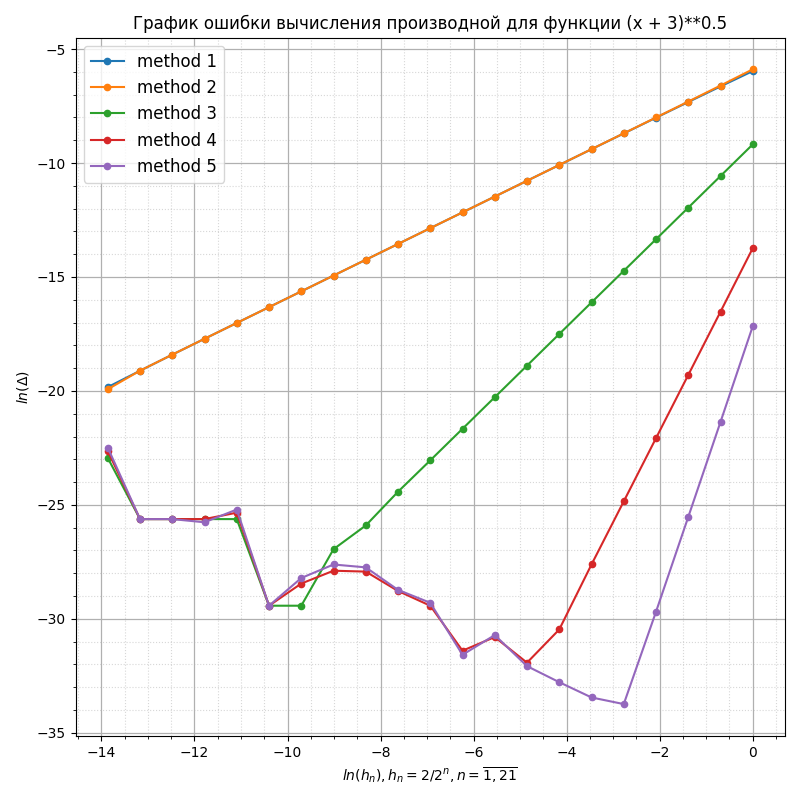 График ошибки вычисления производной для функции (x + 3)**0.5
method 1
method 2
method 3
method 4
method 5
−5
−10
−15
−20
−25
−30
−35
ln(Δ)
−14 −12 −10 −8 −6 −4 −2 0
ln(hₙ), hₙ = 2/2ⁿ, n = 1, 21